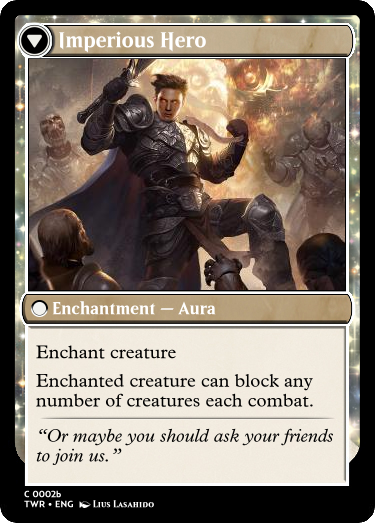 Imperious Hero
Enchantment — Aura
Enchant creature
Enchanted creature can block any
number of creatures each combat.
“Or maybe you should ask your friends
to join us.”
C 0002b
TWR • ENG Lius Lasahido